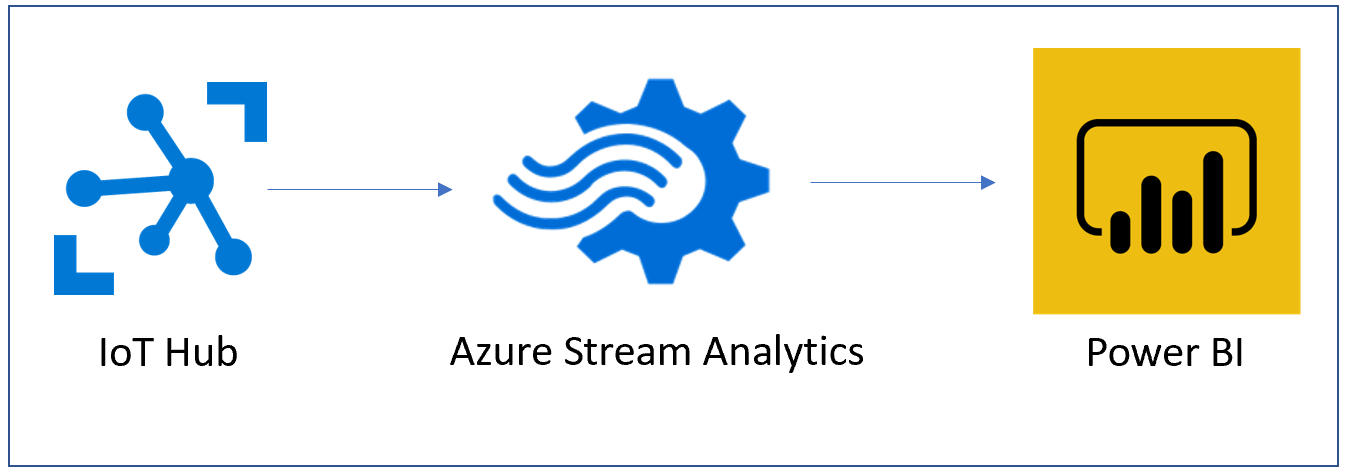 IoT Hub
Azure Stream Analytics
Power BI